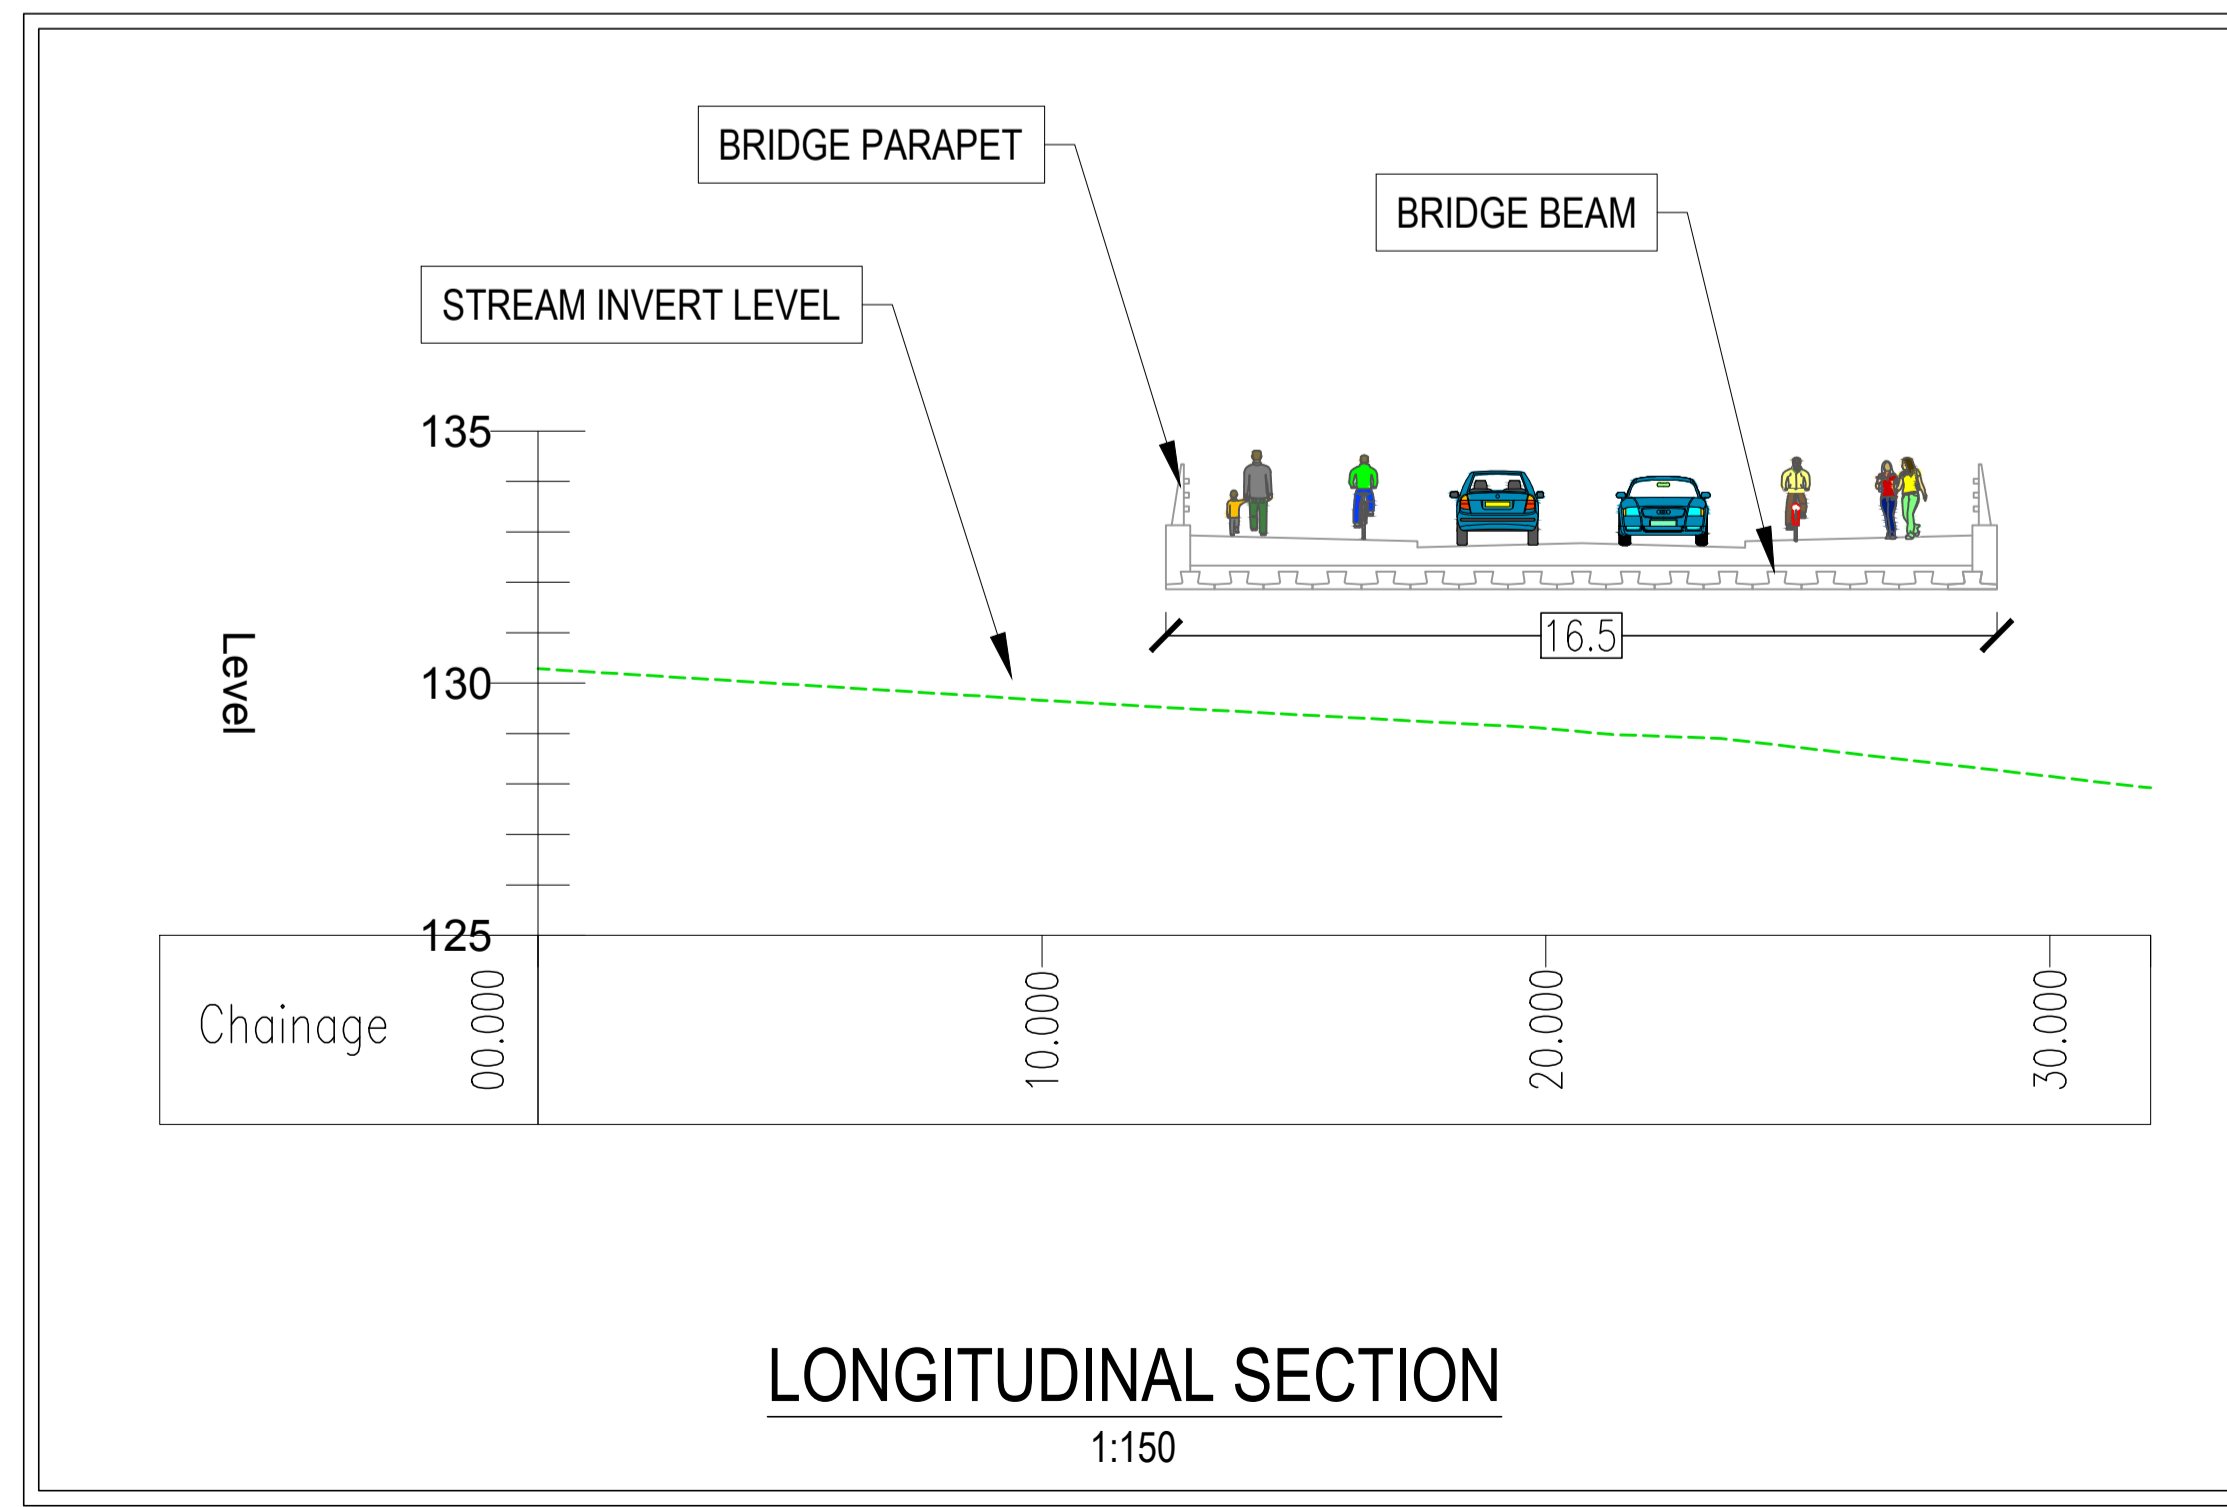 BRIDGE PARAPET
BRIDGE BEAM
STREAM INVERT LEVEL
135
16.5
Level
130
125
Chainage
00.000
10.000
20.000
30.000
LONGITUDINAL SECTION
1:150